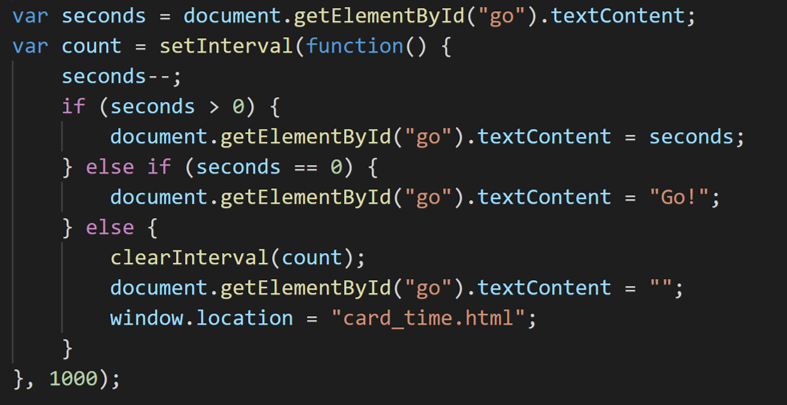 var seconds = document.getElementById("go").textContent;
var count = setInterval(function() {
    seconds--;
    if (seconds > 0) {
        document.getElementById("go").textContent = seconds;
    } else if (seconds == 0) {
        document.getElementById("go").textContent = "Go!";
    } else {
        clearInterval(count);
        document.getElementById("go").textContent = "";
        window.location = "card_time.html";
    }
}, 1000);